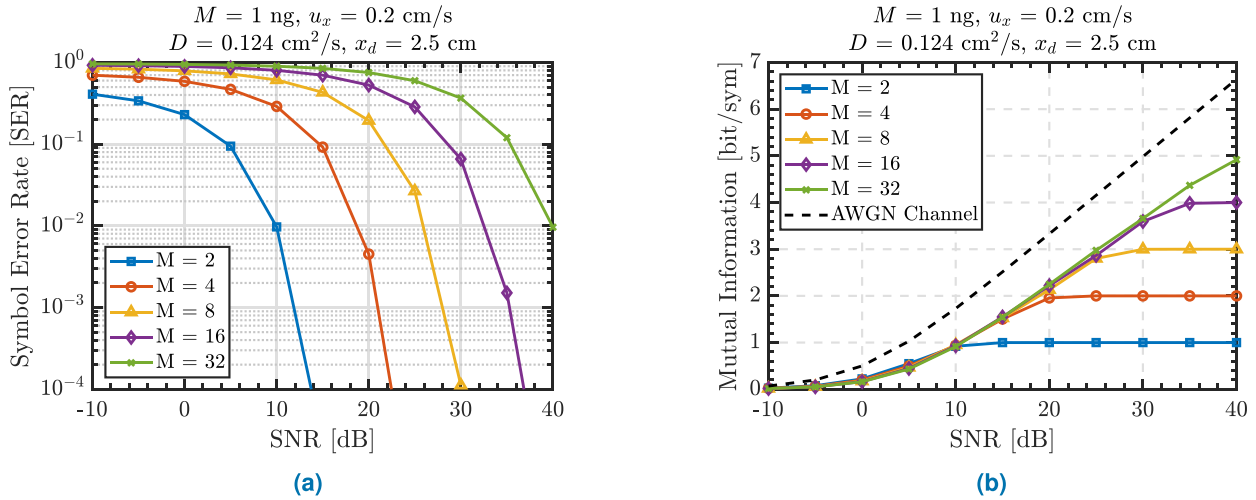 M = 1 ng, u_x = 0.2 cm/s
D = 0.124 cm²/s, x_d = 2.5 cm
Symbol Error Rate [SER]
10⁰
10⁻¹
10⁻²
10⁻³
10⁻⁴
M = 2
M = 4
M = 8
M = 16
M = 32
-10 0 10 20 30 40
SNR [dB]
(a)
M = 1 ng, u_x = 0.2 cm/s
D = 0.124 cm²/s, x_d = 2.5 cm
Mutual Information [bit/sym]
7
6
5
4
3
2
1
0
M = 2
M = 4
M = 8
M = 16
M = 32
AWGN Channel
-10 0 10 20 30 40
SNR [dB]
(b)